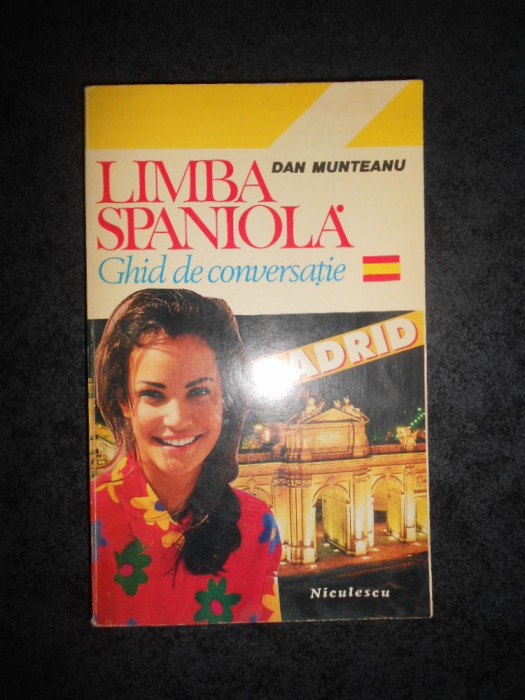 DAN MUNTEANU
LIMBA
SPANIOLĂ
Ghid de conversație
MADRID
Niculescu